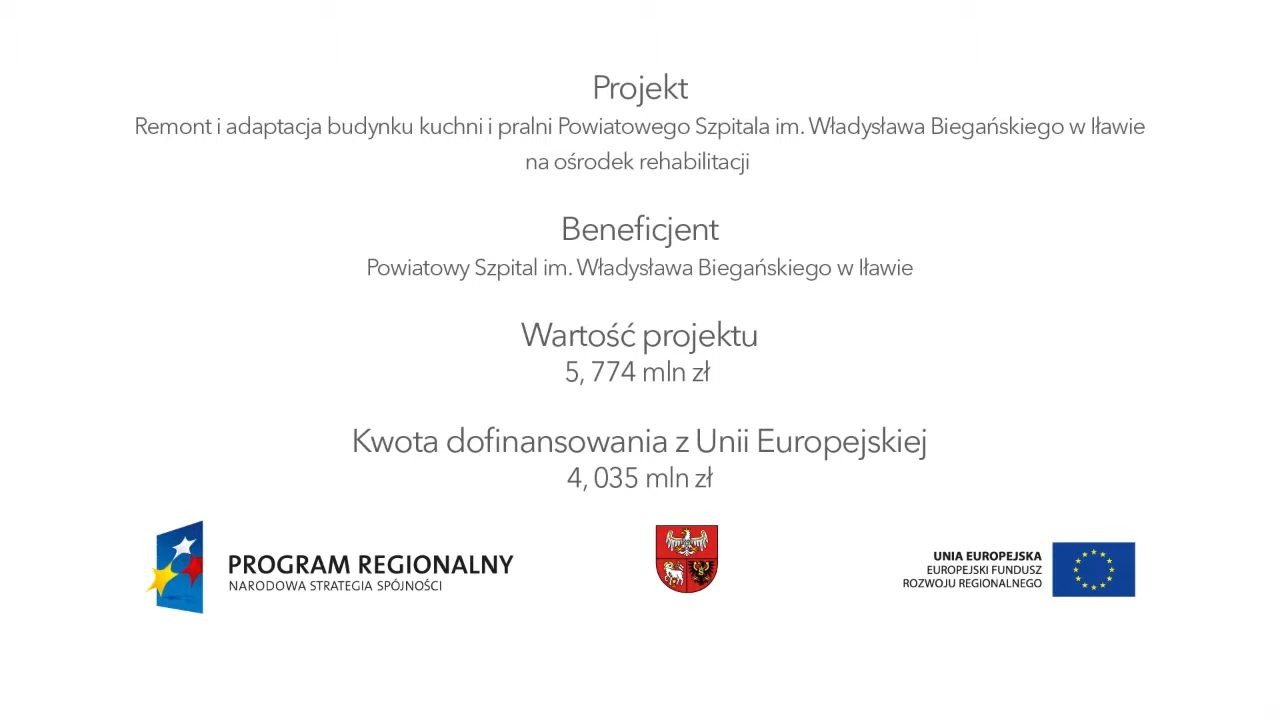 Projekt
Remont i adaptacja budynku kuchni i pralni Powiatowego Szpitala im. Władysława Biegańskiego w Iławie
na ośrodek rehabilitacji
Beneficjent
Powiatowy Szpital im. Władysława Biegańskiego w Iławie
Wartość projektu
5, 774 mln zł
Kwota dofinansowania z Unii Europejskiej
4, 035 mln zł
PROGRAM REGIONALNY
NARODOWA STRATEGIA SPÓJNOŚCI
UNIA EUROPEJSKA
EUROPEJSKI FUNDUSZ
ROZWOJU REGIONALNEGO